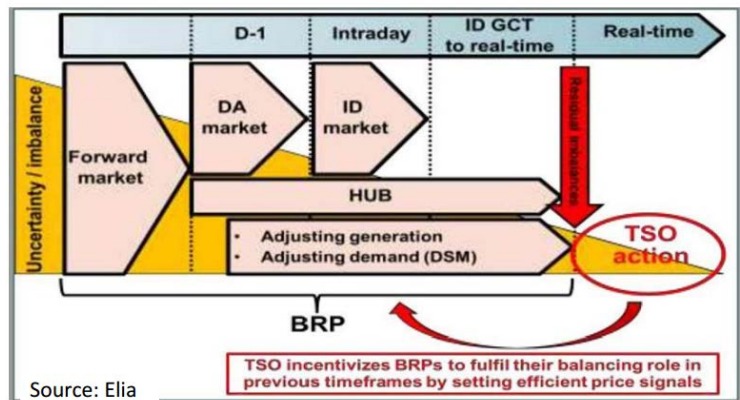 D-1
Intraday
ID GCT
to real-time
Real-time
Uncertainty / imbalance
Forward
market
DA
market
ID
market
Residual imbalances
HUB
• Adjusting generation
• Adjusting demand (DSM)
TSO
action
BRP
TSO incentivizes BRPs to fulfil their balancing role in
previous timeframes by setting efficient price signals
Source: Elia